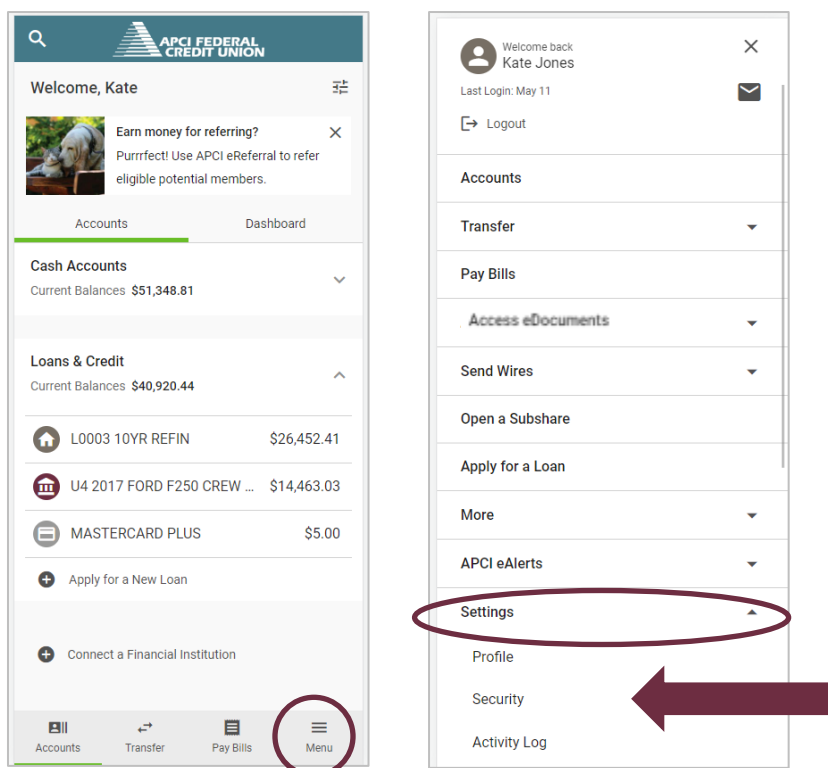 APCI FEDERAL
CREDIT UNION
Welcome, Kate
Earn money for referring?
Purrrfect! Use APCI eReferral to refer
eligible potential members.
Accounts
Dashboard
Cash Accounts
Current Balances $51,348.81
Loans & Credit
Current Balances $40,920.44
L0003 10YR REFIN $26,452.41
U4 2017 FORD F250 CREW ... $14,463.03
MASTERCARD PLUS $5.00
Apply for a New Loan
Connect a Financial Institution
Accounts
Transfer
Pay Bills
Menu
Welcome back
Kate Jones
Last Login: May 11
Logout
Accounts
Transfer
Pay Bills
Access eDocuments
Send Wires
Open a Subshare
Apply for a Loan
More
APCI eAlerts
Settings
Profile
Security
Activity Log